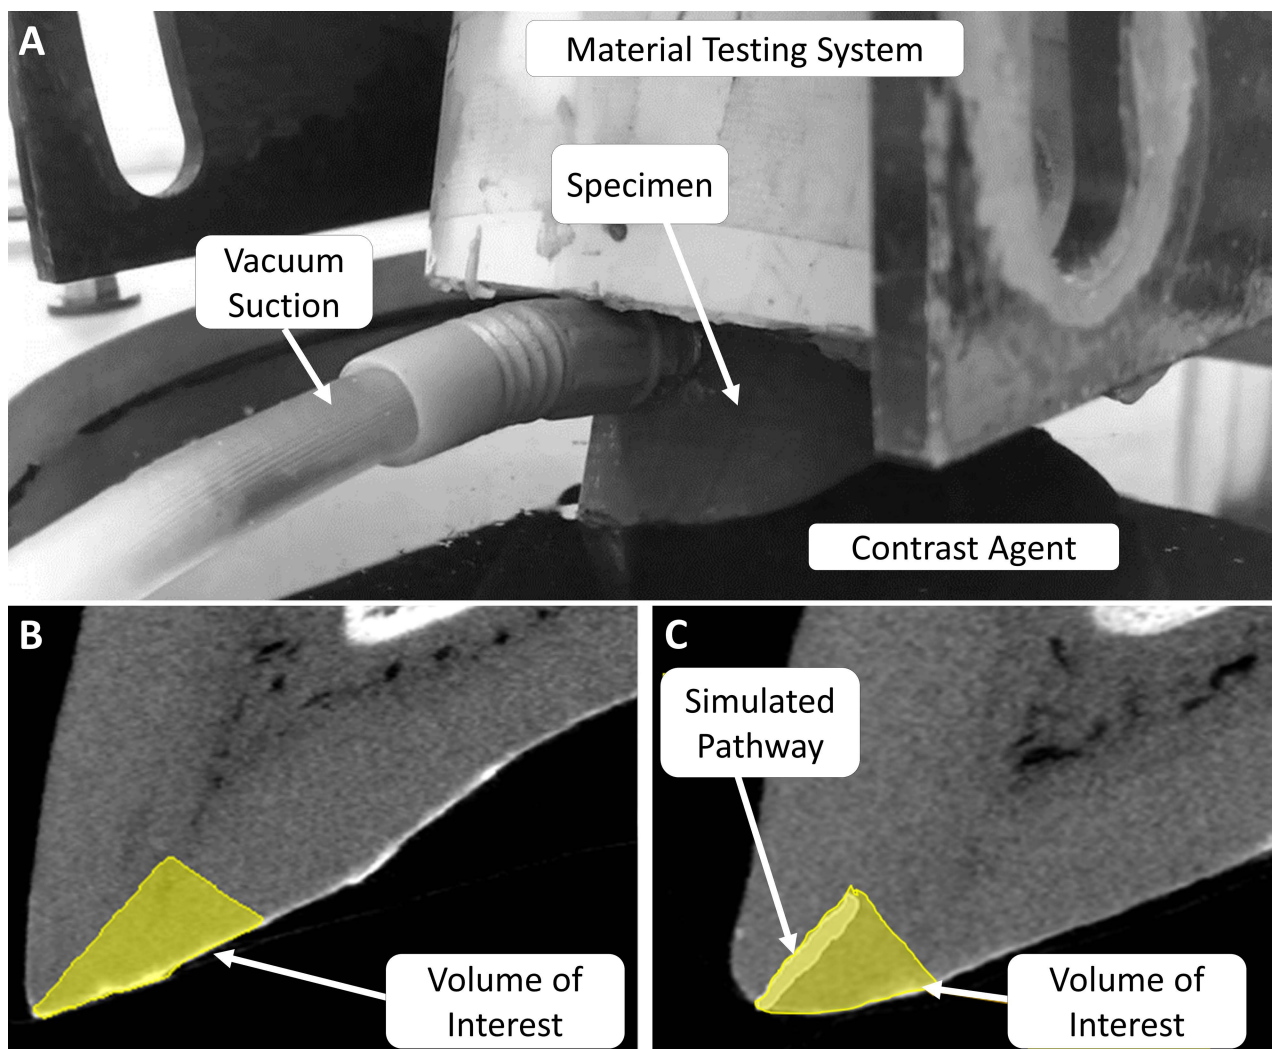 A
Material Testing System
Specimen
Vacuum
Suction
Contrast Agent
B
C
Simulated
Pathway
Volume of
Interest
Volume of
Interest